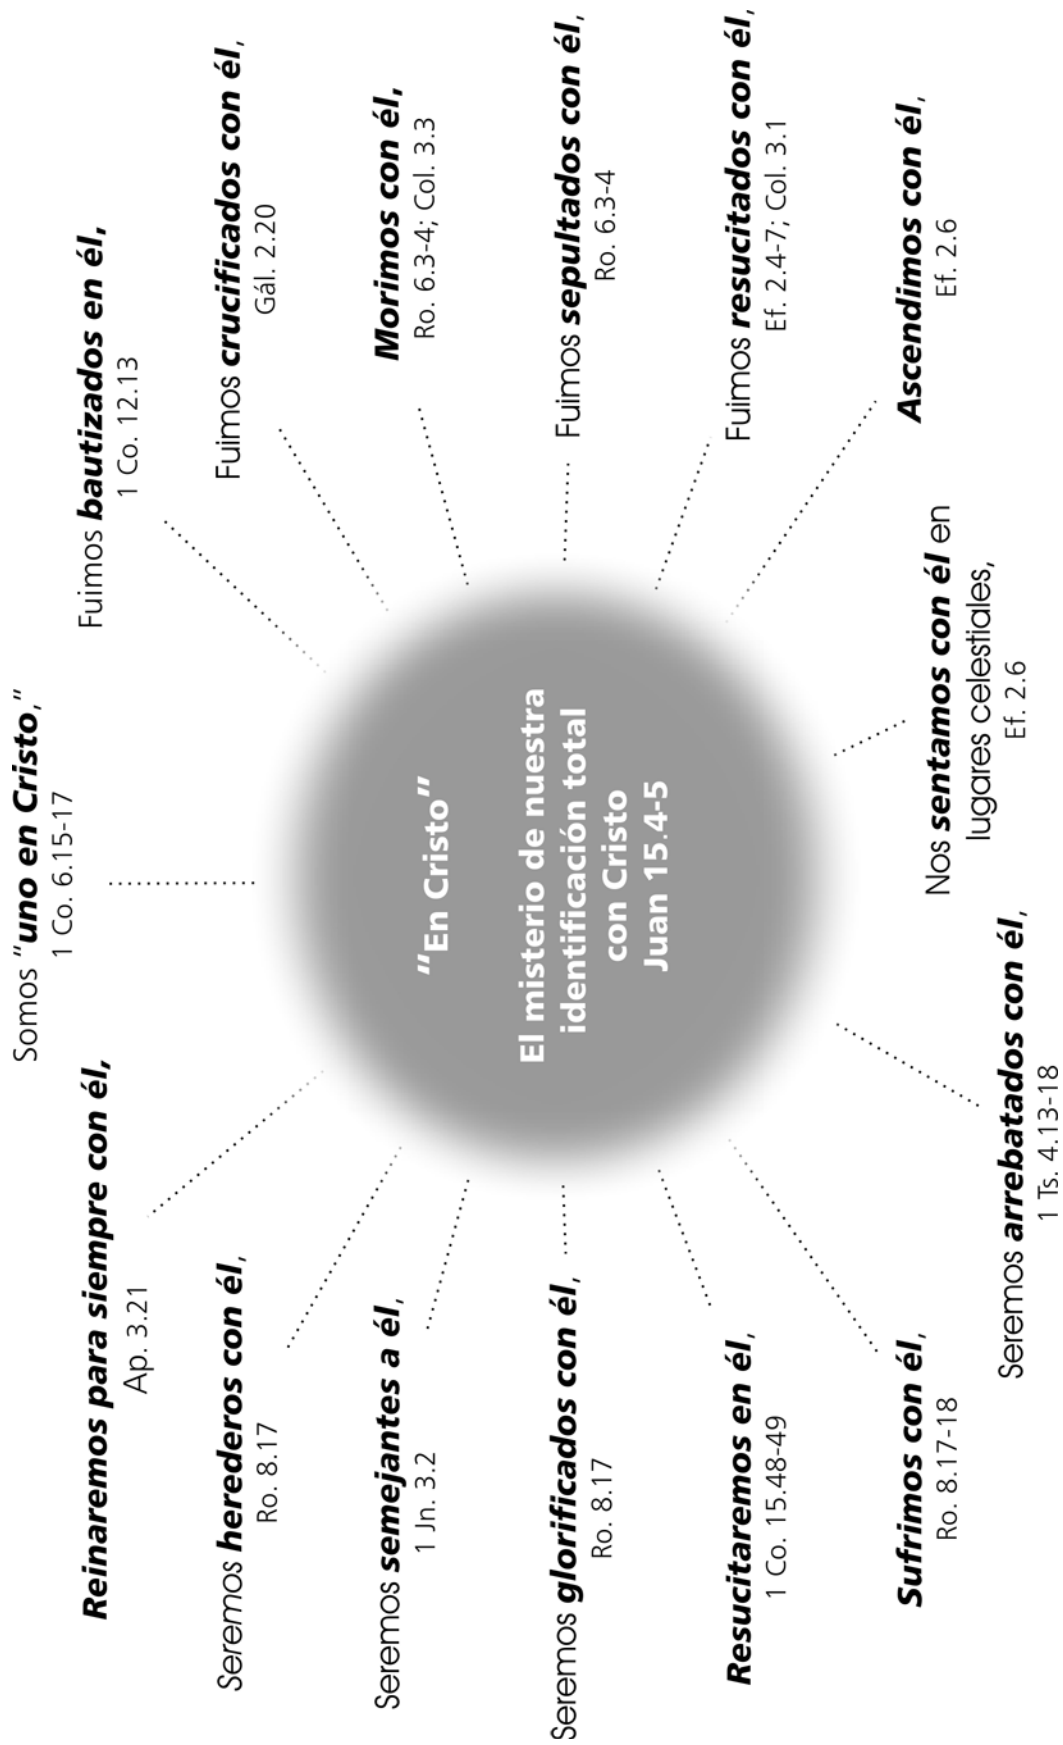 Somos "uno en Cristo,"
1 Co. 6.15-17
Fuimos bautizados en él,
1 Co. 12.13
Fuimos crucificados con él,
Gál. 2.20
Morimos con él,
Ro. 6.3-4; Col. 3.3
Fuimos sepultados con él,
Ro. 6.3-4
Fuimos resucitados con él,
Ef. 2.4-7; Col. 3.1
Ascendimos con él,
Ef. 2.6
Nos sentamos con él en
lugares celestiales,
Ef. 2.6
Seremos arrebatados con él,
1 Ts. 4.13-18
Sufrimos con él,
Ro. 8.17-18
Resucitaremos en él,
1 Co. 15.48-49
Seremos glorificados con él,
Ro. 8.17
Seremos semejantes a él,
1 Jn. 3.2
Seremos herederos con él,
Ro. 8.17
Reinaremos para siempre con él,
Ap. 3.21
"En Cristo"
El misterio de nuestra
identificación total
con Cristo
Juan 15.4-5